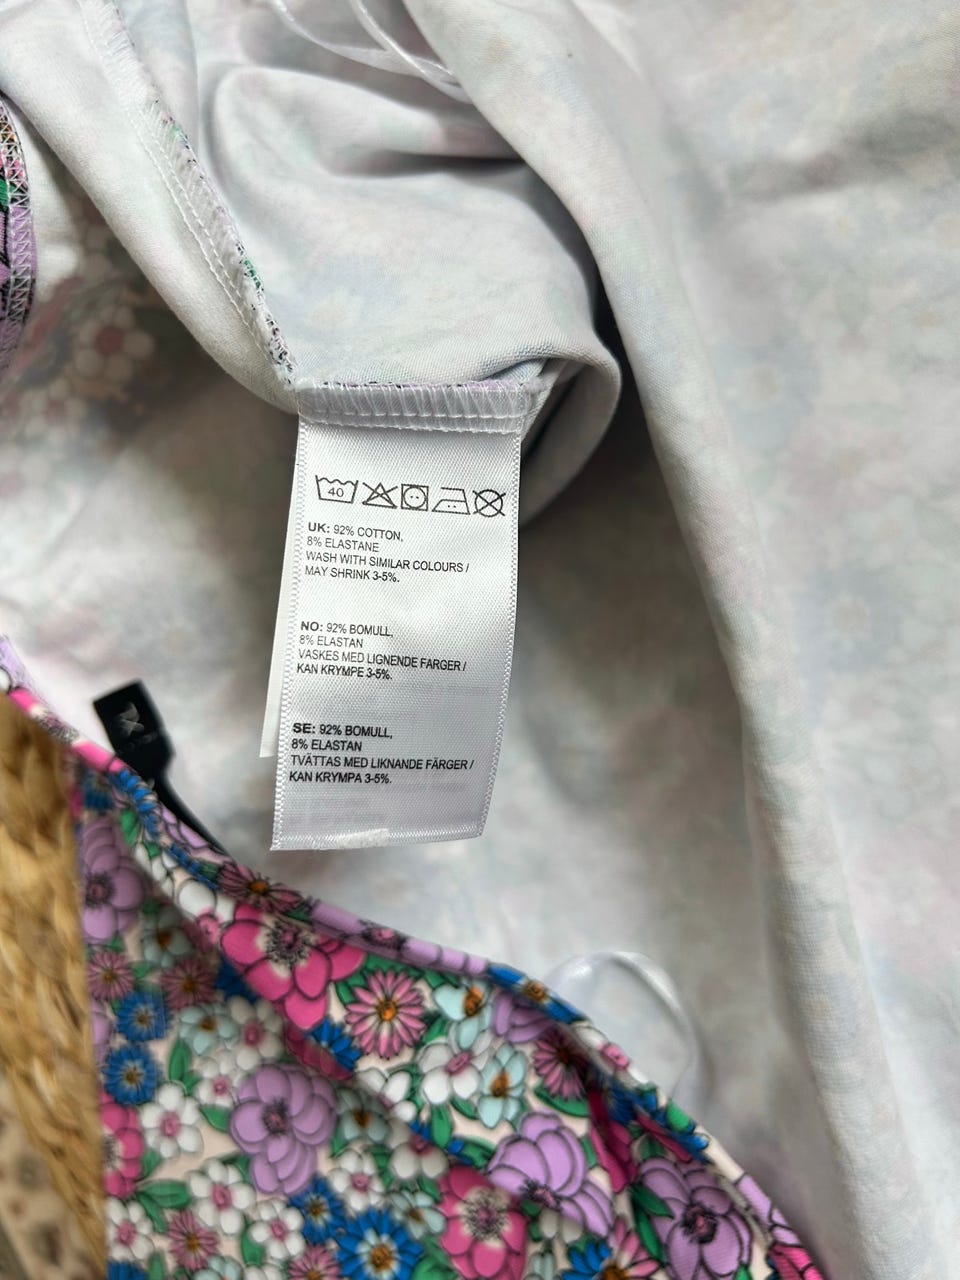 40
UK: 92% COTTON,
8% ELASTANE
WASH WITH SIMILAR COLOURS /
MAY SHRINK 3-5%.
NO: 92% BOMULL,
8% ELASTAN
VASKES MED LIGNENDE FARGER /
KAN KRYMPE 3-5%.
SE: 92% BOMULL,
8% ELASTAN
TVÄTTAS MED LIKNANDE FÄRGER /
KAN KRYMPA 3-5%.